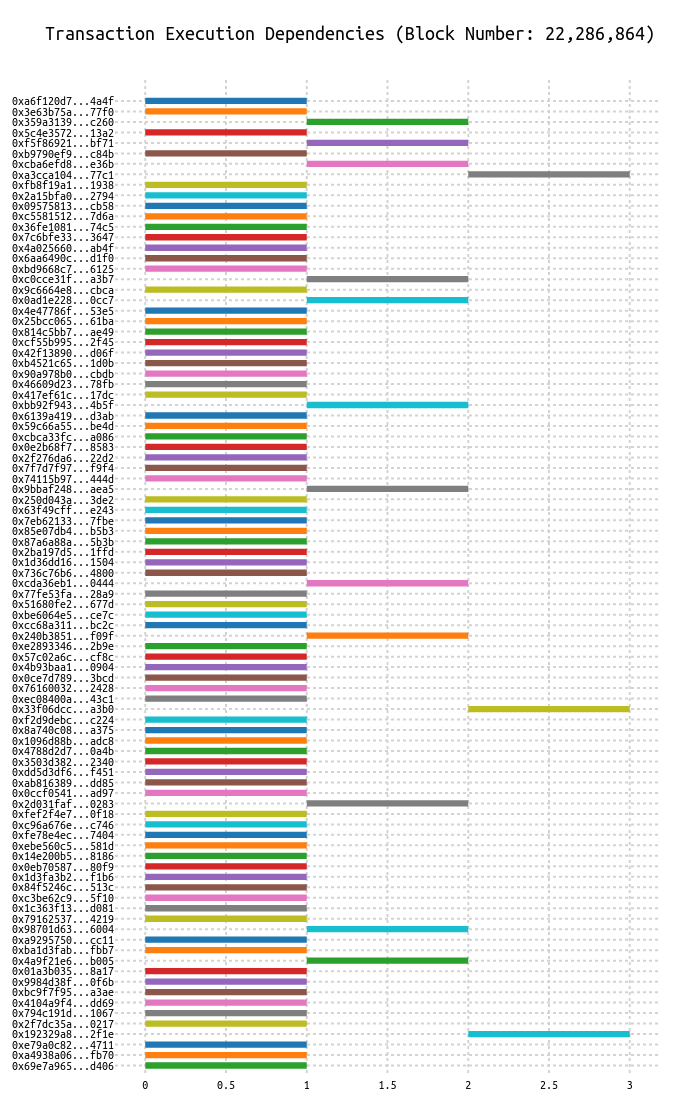 Transaction Execution Dependencies (Block Number: 22,286,864)
0xa6f120d7...4a4f
0x3e63b75a...77f0
0x359a3139...c260
0x5c4e3572...13a2
0xf5f86921...bf71
0xb9790ef9...c84b
0xcba6efd8...e36b
0xa3cca104...77c1
0xfb8f19a1...1938
0x2a15bfa0...2794
0x09575813...cb58
0xc5581512...7d6a
0x36fe1081...74c5
0x7c6bfe33...3647
0x4a025660...ab4f
0x6aa6490c...d1f0
0xbd9668c7...6125
0xc0cce31f...a3b7
0x9c6664e8...cbca
0x0ad1e228...0cc7
0x4e47786f...53e5
0x25bcc065...61ba
0x814c5bb7...ae49
0xcf55b995...2f45
0x42f13890...d06f
0xb4521c65...1d0b
0x90a978b0...cbdb
0x46609d23...78fb
0x417ef61c...17dc
0xbb92f943...4b5f
0x6139a419...d3ab
0x59c66a55...be4d
0xcbca33fc...a086
0x0e2b68f7...8583
0x2f276da6...22d2
0x7f7d7f97...f9f4
0x74115b97...444d
0x9bbaf248...aea5
0x250d043a...3de2
0x63f49cff...e243
0x7eb62133...7fbe
0x85e07db4...b5b3
0x87a6a88a...5b3b
0x2ba197d5...1ffd
0x1d36dd16...1504
0x736c76b6...4800
0xcda36eb1...0444
0x77fe53fa...28a9
0x51680fe2...677d
0xbe6064e5...ce7c
0xcc68a311...bc2c
0x240b3851...f09f
0xe2893346...2b9e
0x57c02a6c...cf8c
0x4b93baa1...0904
0x0ce7d789...3bcd
0x76160032...2428
0xec08400a...43c1
0x33f06dcc...a3b0
0xf2d9debc...c224
0x8a740c08...a375
0x1096d88b...adc8
0x4788d2d7...0a4b
0x3503d382...2340
0xdd5d3df6...f451
0xab816389...dd85
0x0ccf0541...ad97
0x2d031faf...0283
0xfef2f4e7...0f18
0xc96a676e...c746
0xfe78e4ec...7404
0xebe560c5...581d
0x14e200b5...8186
0x0eb70587...80f9
0x1d3fa3b2...f1b6
0x84f5246c...513c
0xc3be62c9...5f10
0x1c363f13...d081
0x79162537...4219
0x98701d63...6004
0xa9295750...cc11
0xba1d3fab...fbb7
0x4a9f21e6...b005
0x01a3b035...8a17
0x9984d38f...0f6b
0xbc9f7f95...a3ae
0x4104a9f4...dd69
0x794c191d...1067
0x2f7dc35a...0217
0x192329a8...2f1e
0xe79a0c82...4711
0xa4938a06...fb70
0x69e7a965...d406
0 0.5 1 1.5 2 2.5 3